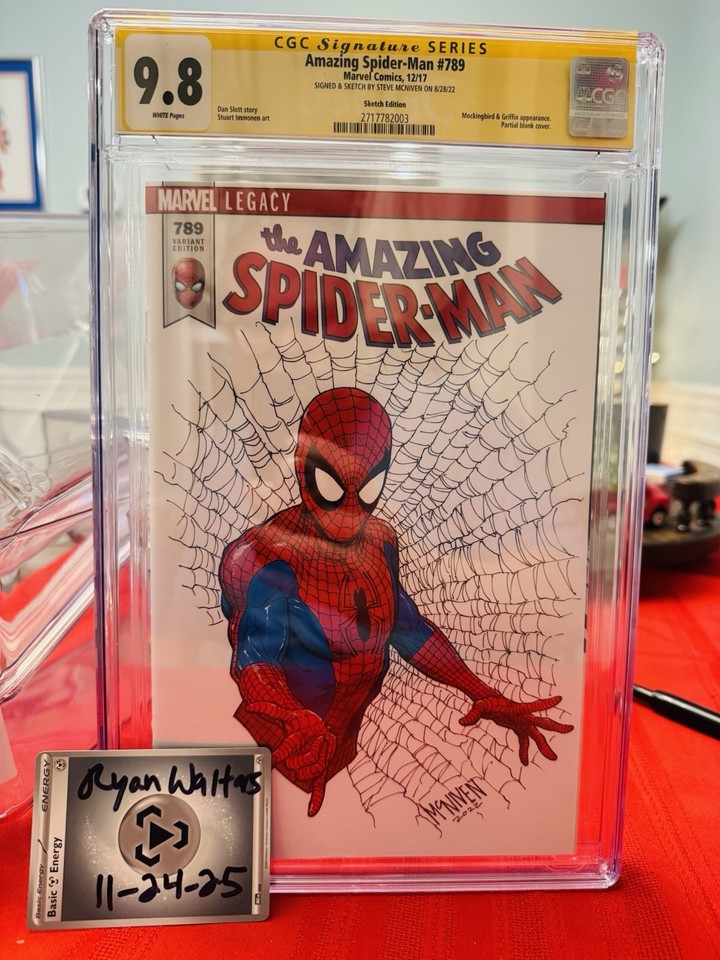 CGC Signature SERIES
9.8
WHITE Pages
Amazing Spider-Man #789
Marvel Comics, 12/17
SIGNED & SKETCH BY STEVE MCNIVEN ON 8/28/22
Sketch Edition
Dan Slott story
Stuart Immonen art
2717782003
Mockingbird & Griffin appearance.
Partial blank cover.
CGC
MARVEL LEGACY
789
VARIANT
EDITION
the AMAZING
SPIDER-MAN
McNIVEN
2022
ENERGY
Basic Energy
Basic Energy
Ryan Walters
11-24-25